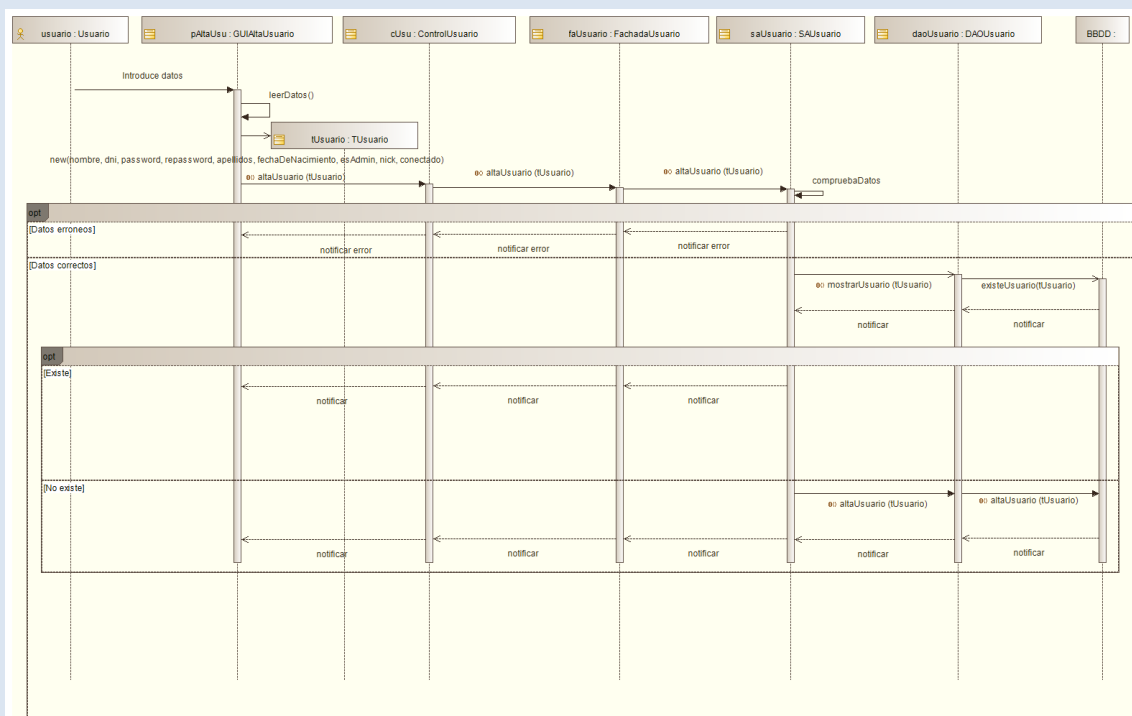 usuario : Usuario
pAltaUsu : GUIAltaUsuario
cUsu : ControlUsuario
faUsuario : FachadaUsuario
saUsuario : SAUsuario
daoUsuario : DAOUsuario
BBDD :
Introduce datos
leerDatos()
tUsuario : TUsuario
new(nombre, dni, password, repassword, apellidos, fechaDeNacimiento, esAdmin, nick, conectado)
altaUsuario (tUsuario)
altaUsuario (tUsuario)
altaUsuario (tUsuario)
compruebaDatos
opt
[Datos erroneos]
notificar error
notificar error
notificar error
[Datos correctos]
mostrarUsuario (tUsuario)
existeUsuario(tUsuario)
notificar
notificar
opt
[Existe]
notificar
notificar
notificar
[No existe]
altaUsuario (tUsuario)
altaUsuario (tUsuario)
notificar
notificar
notificar
notificar
notificar